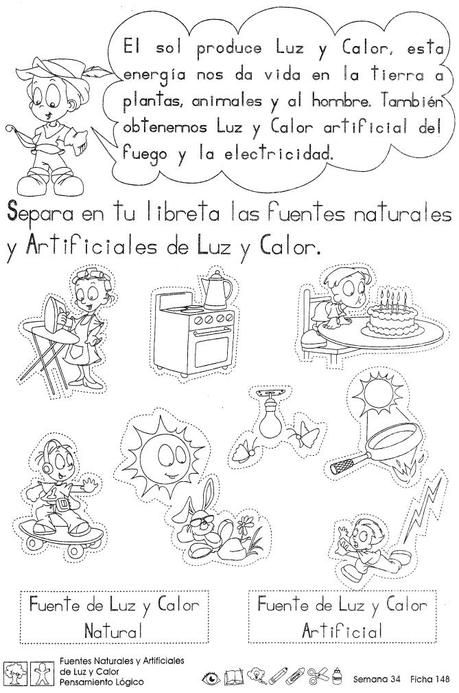 El sol produce Luz y Calor, esta
energía nos da vida en la tierra a
plantas, animales y al hombre. También
obtenemos Luz y Calor artificial del
fuego y la electricidad.
Separa en tu libreta las fuentes naturales
y Artificiales de Luz y Calor.
Fuente de Luz y Calor
Natural
Fuente de Luz y Calor
Artificial
Fuentes Naturales y Artificiales
de Luz y Calor
Pensamiento Lógico
Semana 34 Ficha 148